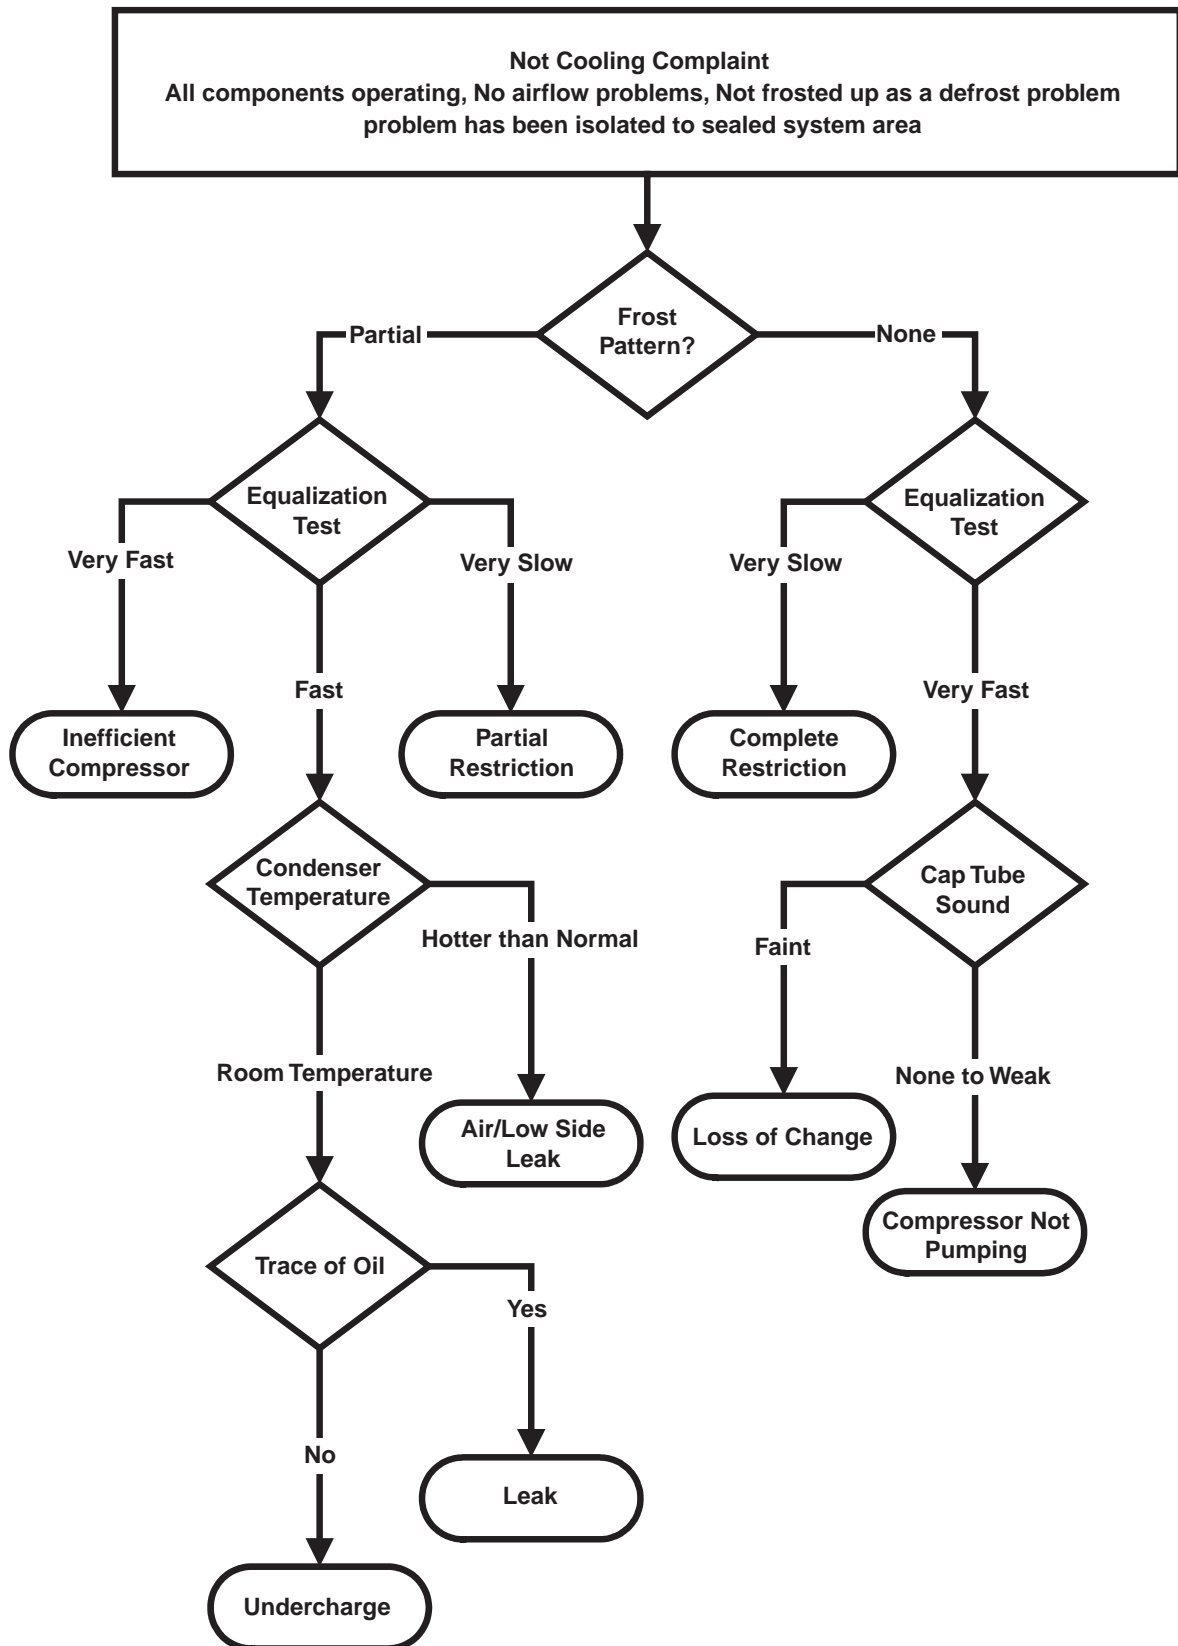 Not Cooling Complaint
All components operating, No airflow problems, Not frosted up as a defrost problem
problem has been isolated to sealed system area
Frost
Pattern?
Partial
None
Equalization
Test
Equalization
Test
Very Fast
Very Slow
Very Slow
Fast
Very Fast
Inefficient
Compressor
Partial
Restriction
Complete
Restriction
Condenser
Temperature
Cap Tube
Sound
Hotter than Normal
Faint
Room Temperature
None to Weak
Air/Low Side
Leak
Loss of Change
Compressor Not
Pumping
Trace of Oil
Yes
No
Leak
Undercharge